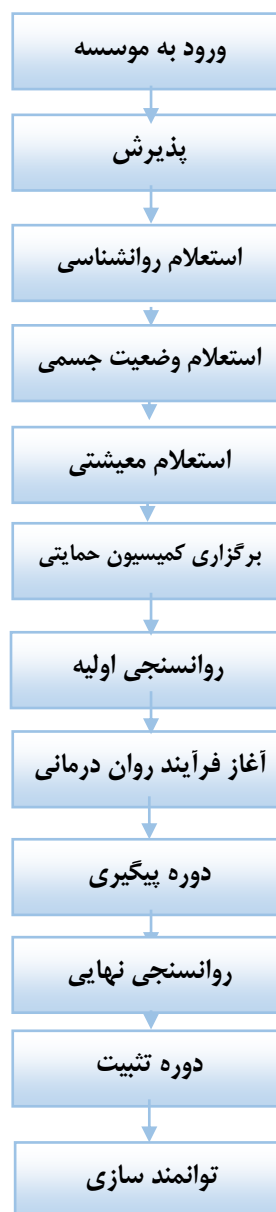 ورود به موسسه
پذیرش
استعلام روانشناسی
استعلام وضعیت جسمی
استعلام معیشتی
برگزاری کمیسیون حمایتی
روانسنجی اولیه
آغاز فرآیند روان درمانی
دوره پیگیری
روانسنجی نهایی
دوره تثبیت
توانمند سازی